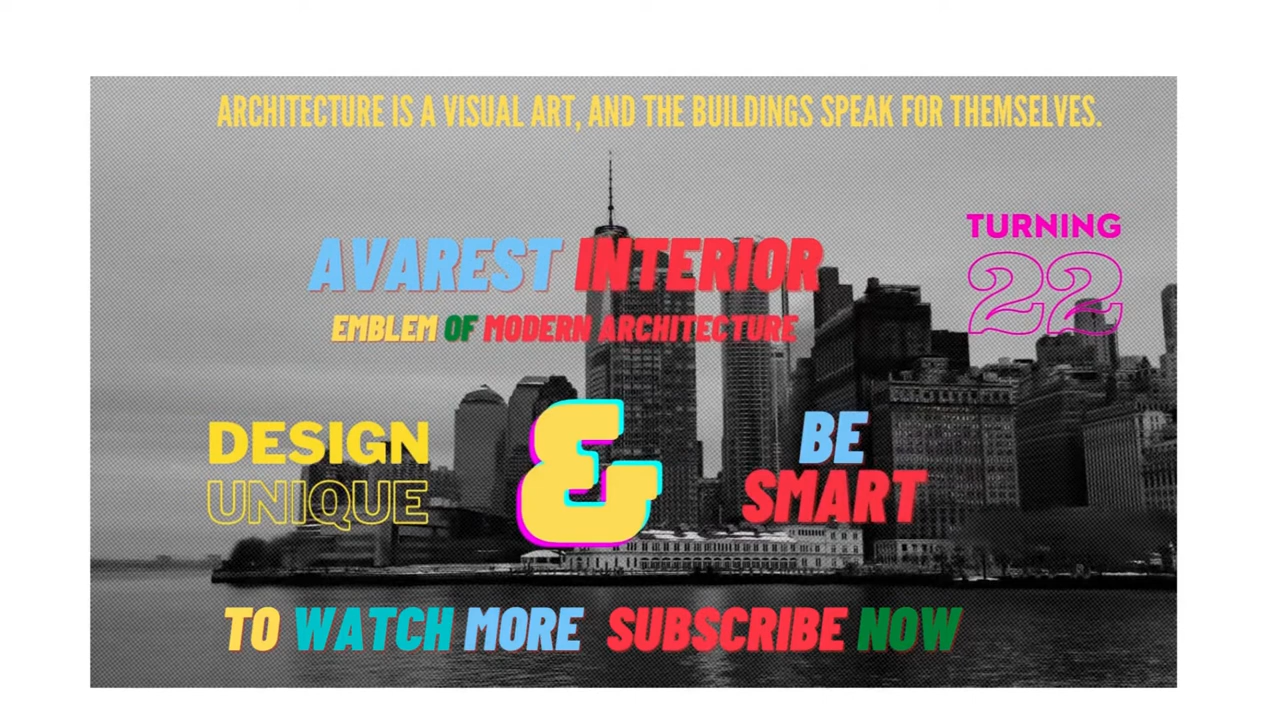 ARCHITECTURE IS A VISUAL ART, AND THE BUILDINGS SPEAK FOR THEMSELVES.
AVAREST INTERIOR
EMBLEM OF MODERN ARCHITECTURE
TURNING
22
DESIGN
UNIQUE
&
BE
SMART
TO WATCH MORE SUBSCRIBE NOW